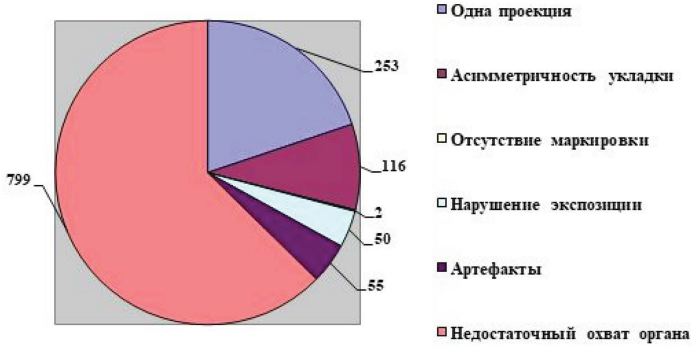 253
116
2
50
55
799
Одна проекция
Асимметричность укладки
Отсутствие маркировки
Нарушение экспозиции
Артефакты
Недостаточный охват органа